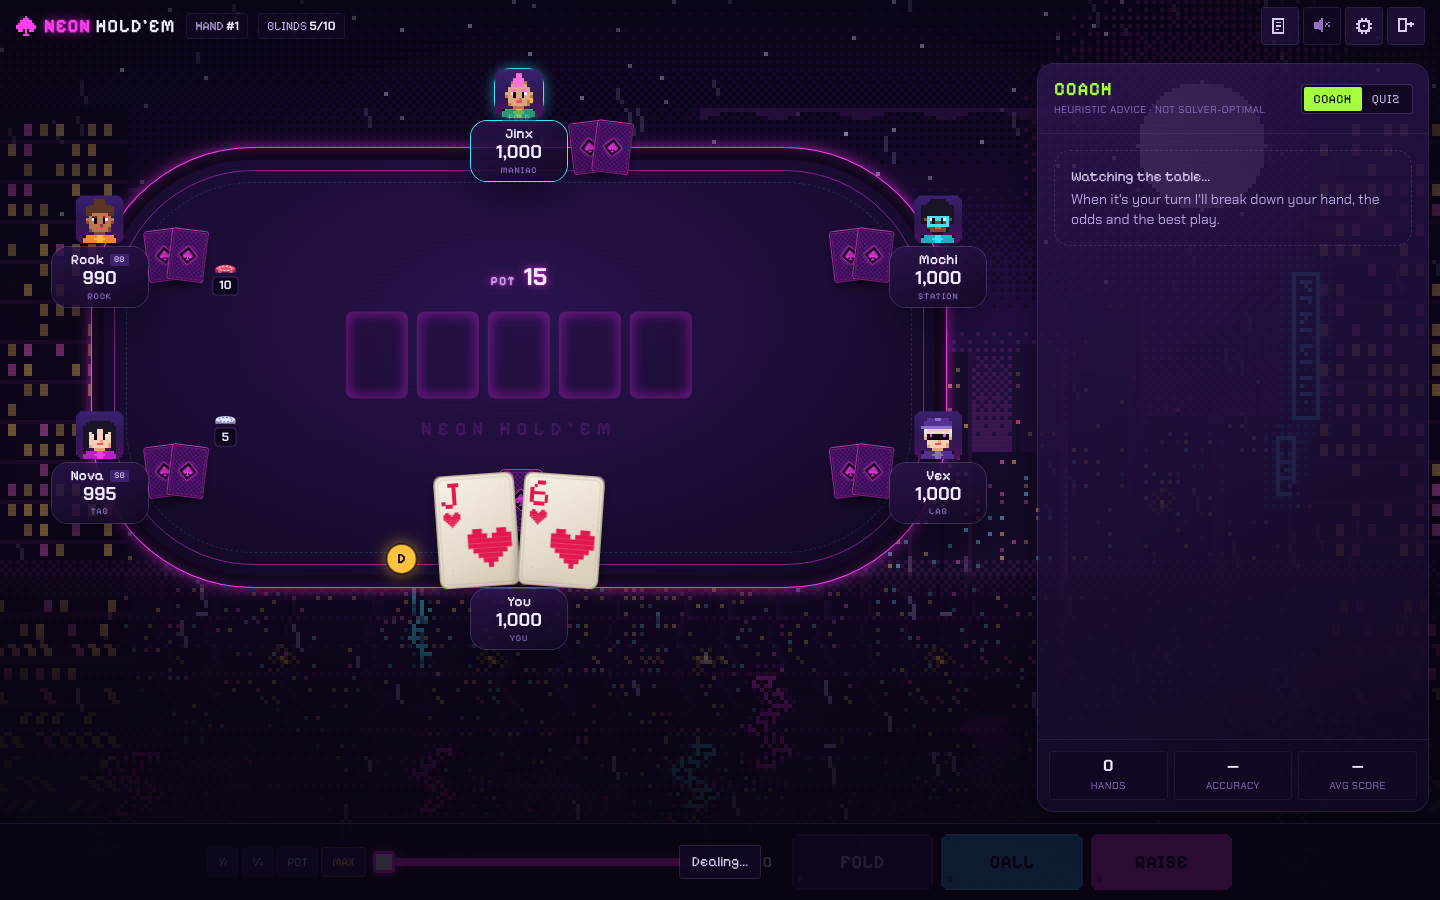 NEON HOLD'EM
HAND #1
BLINDS 5/10
COACH
HEURISTIC ADVICE · NOT SOLVER-OPTIMAL
COACH
QUIZ
Watching the table...
When it's your turn I'll break down your hand, the
odds and the best play.
Jinx
1,000
MANIAC
Rook BB
990
ROCK
10
Mochi
1,000
STATION
POT 15
NEON HOLD'EM
Nova SB
995
TAG
5
Vex
1,000
LAG
J
6
D
You
1,000
YOU
0
HANDS
—
ACCURACY
—
AVG SCORE
POT
MAX
Dealing...
0
FOLD
CALL
RAISE